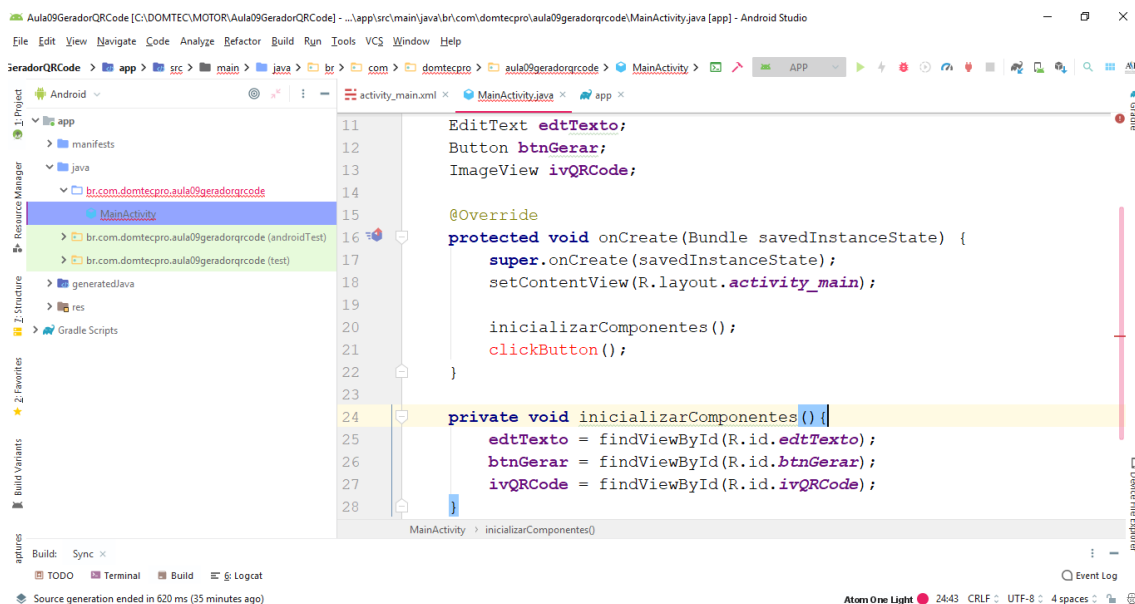 Aula09GeradorQRCode [C:\DOMTEC\MOTOR\Aula09GeradorQRCode] - ...\app\src\main\java\br\com\domtecpro\aula09geradorqrcode\MainActivity.java [app] - Android Studio
File Edit View Navigate Code Analyze Refactor Build Run Tools VCS Window Help
GeradorQRCode app src main java br com domtecpro aula09geradorqrcode MainActivity APP
Android
activity_main.xml MainActivity.java app
1: Project
Resource Manager
7: Structure
2: Favorites
Build Variants
app
manifests
java
br.com.domtecpro.aula09geradorqrcode
MainActivity
br.com.domtecpro.aula09geradorqrcode (androidTest)
br.com.domtecpro.aula09geradorqrcode (test)
generatedJava
res
Gradle Scripts
11 EditText edtTexto;
12 Button btnGerar;
13 ImageView ivQRCode;
14
15 @Override
16 protected void onCreate(Bundle savedInstanceState) {
17 super.onCreate(savedInstanceState);
18 setContentView(R.layout.activity_main);
19
20 inicializarComponentes();
21 clickButton();
22 }
23
24 private void inicializarComponentes(){
25 edtTexto = findViewById(R.id.edtTexto);
26 btnGerar = findViewById(R.id.btnGerar);
27 ivQRCode = findViewById(R.id.ivQRCode);
28 }
MainActivity > inicializarComponentes()
Gradle
Device File Explorer
Build: Sync
TODO Terminal Build 6: Logcat Event Log
Source generation ended in 620 ms (35 minutes ago) Atom One Light 24:43 CRLF UTF-8 4 spaces